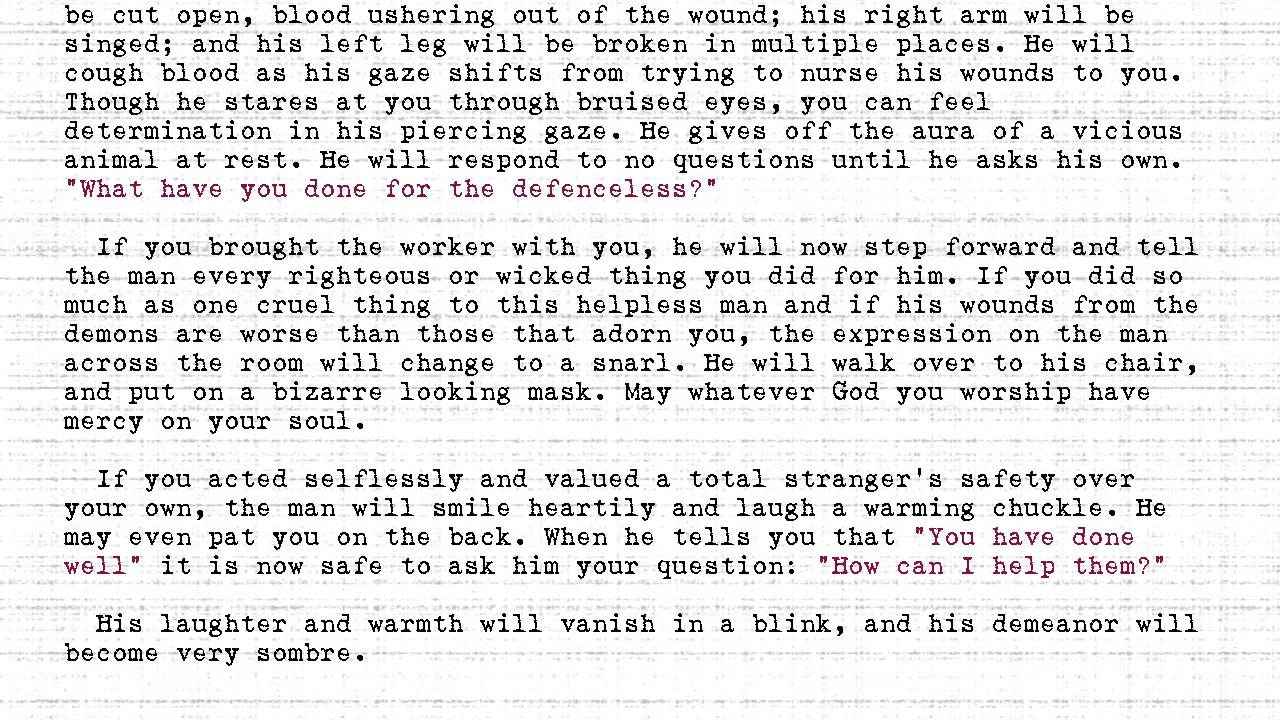 be cut open, blood ushering out of the wound; his right arm will be
singed; and his left leg will be broken in multiple places. He will
cough blood as his gaze shifts from trying to nurse his wounds to you.
Though he stares at you through bruised eyes, you can feel
determination in his piercing gaze. He gives off the aura of a vicious
animal at rest. He will respond to no questions until he asks his own.
"What have you done for the defenceless?"
If you brought the worker with you, he will now step forward and tell
the man every righteous or wicked thing you did for him. If you did so
much as one cruel thing to this helpless man and if his wounds from the
demons are worse than those that adorn you, the expression on the man
across the room will change to a snarl. He will walk over to his chair,
and put on a bizarre looking mask. May whatever God you worship have
mercy on your soul.
If you acted selflessly and valued a total stranger's safety over
your own, the man will smile heartily and laugh a warming chuckle. He
may even pat you on the back. When he tells you that "You have done
well" it is now safe to ask him your question: "How can I help them?"
His laughter and warmth will vanish in a blink, and his demeanor will
become very sombre.